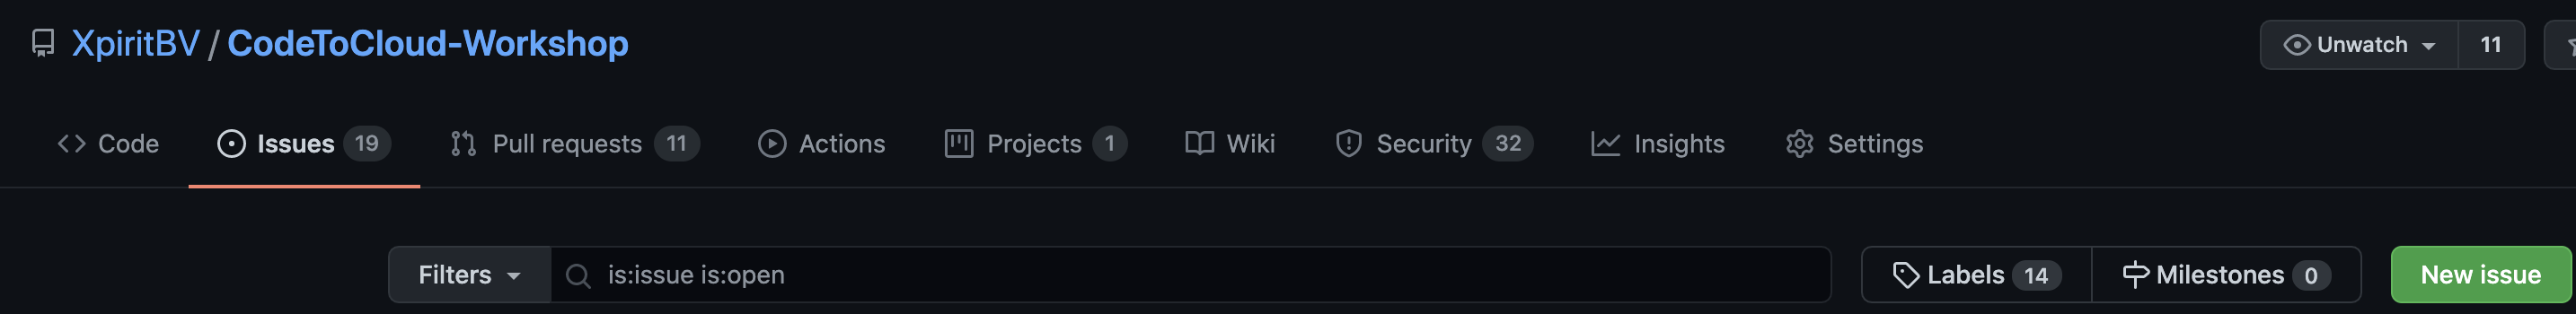 XpiritBV / CodeToCloud-Workshop Unwatch 11
Code Issues 19 Pull requests 11 Actions Projects 1 Wiki Security 32 Insights Settings
Filters is:issue is:open Labels 14 Milestones 0 New issue